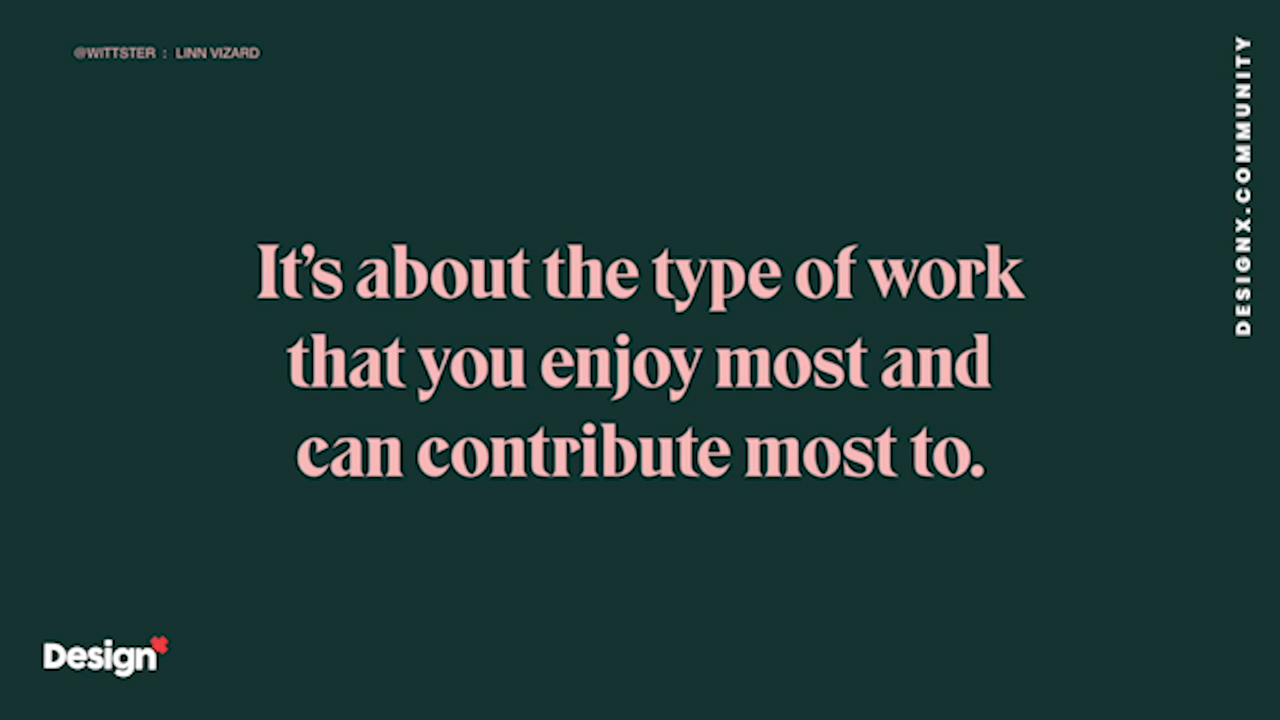 @WITTSTER : LINN VIZARD
DESIGNX.COMMUNITY
It’s about the type of work
that you enjoy most and
can contribute most to.
Design